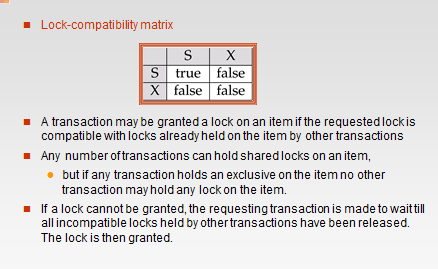 Lock-compatibility matrix
S X
S true false
X false false
A transaction may be granted a lock on an item if the requested lock is
compatible with locks already held on the item by other transactions
Any number of transactions can hold shared locks on an item,
but if any transaction holds an exclusive on the item no other
transaction may hold any lock on the item.
If a lock cannot be granted, the requesting transaction is made to wait till
all incompatible locks held by other transactions have been released.
The lock is then granted.